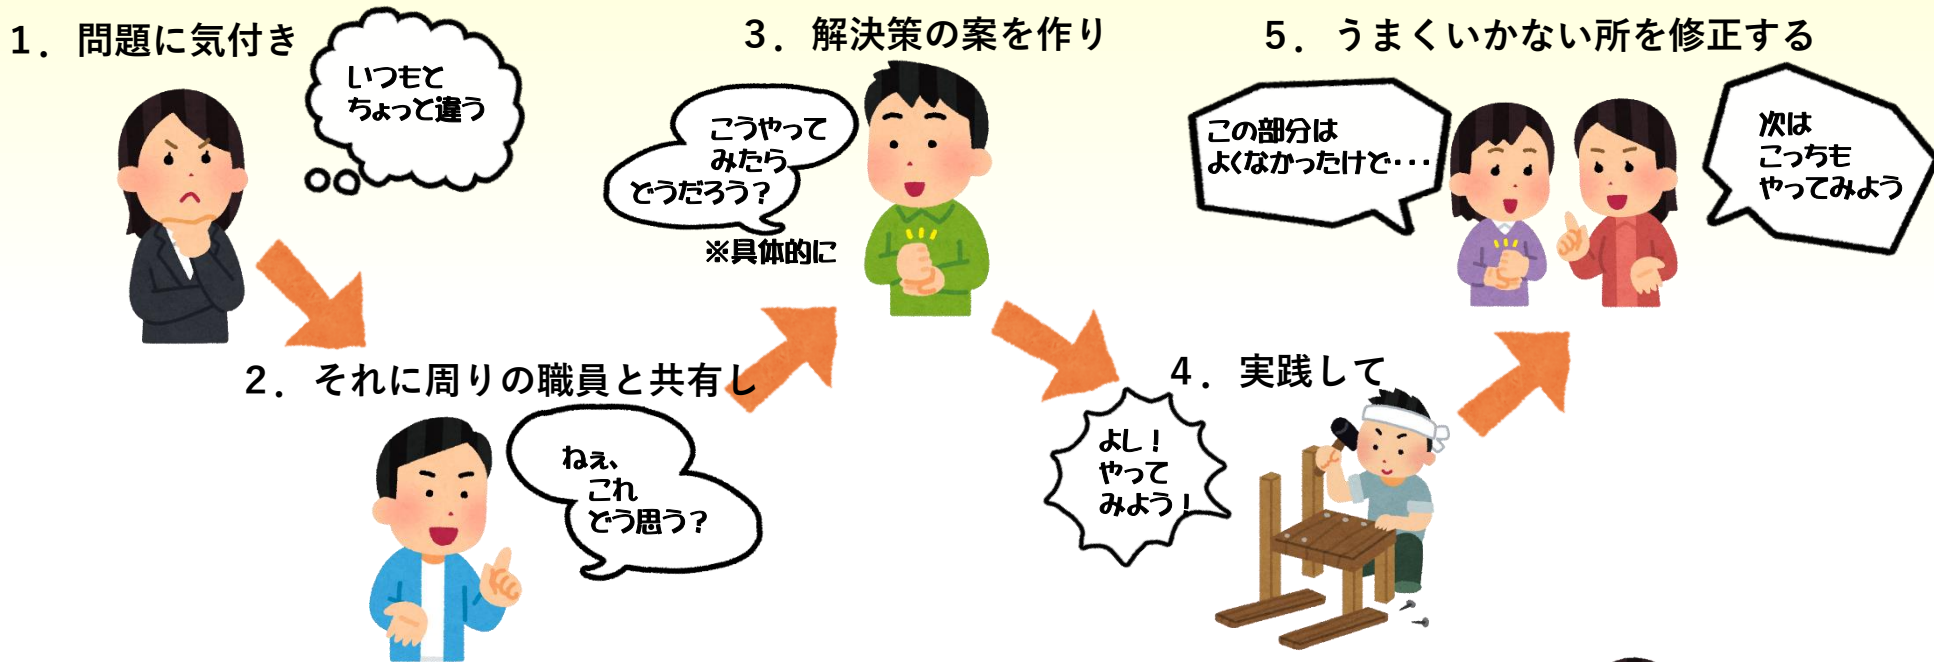 1．問題に気付き
いつもと
ちょっと違う
2．それに周りの職員と共有し
ねぇ、
これ
どう思う？
3．解決策の案を作り
こうやって
みたら
どうだろう？
※具体的に
4．実践して
よし！
やって
みよう！
5．うまくいかない所を修正する
この部分は
よくなかったけど・・・
次は
こっちも
やってみよう